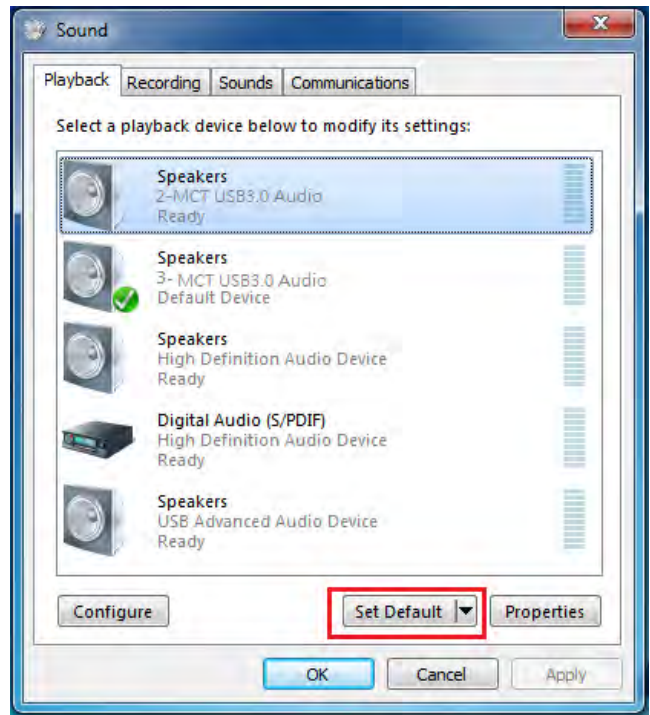 Sound
Playback Recording Sounds Communications
Select a playback device below to modify its settings:
Speakers
2-MCT USB3.0 Audio
Ready
Speakers
3- MCT USB3.0 Audio
Default Device
Speakers
High Definition Audio Device
Ready
Digital Audio (S/PDIF)
High Definition Audio Device
Ready
Speakers
USB Advanced Audio Device
Ready
Configure Set Default Properties
OK Cancel Apply